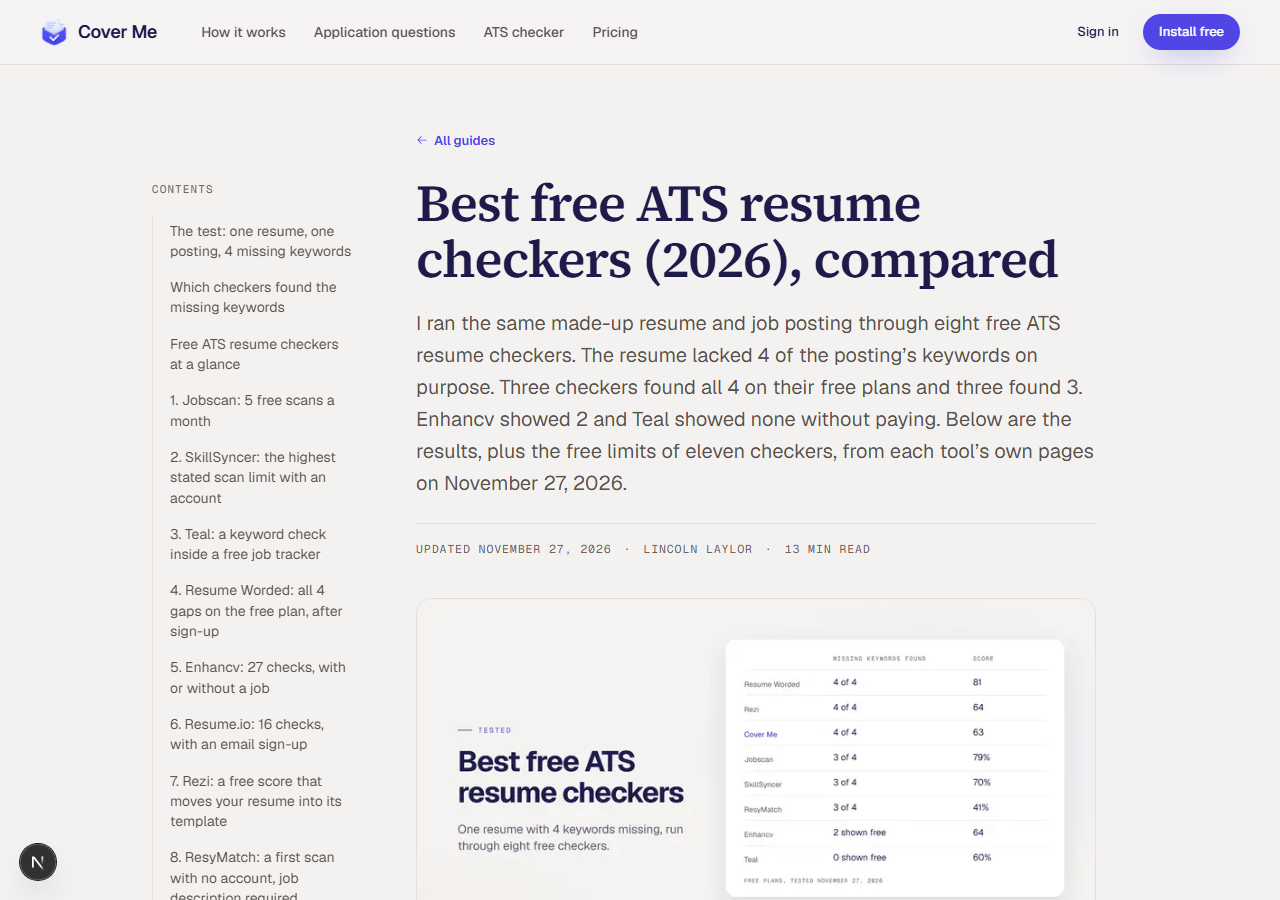 Cover Me
How it works
Application questions
ATS checker
Pricing
Sign in
Install free
← All guides
CONTENTS
The test: one resume, one
posting, 4 missing keywords
Which checkers found the
missing keywords
Free ATS resume checkers
at a glance
1. Jobscan: 5 free scans a
month
2. SkillSyncer: the highest
stated scan limit with an
account
3. Teal: a keyword check
inside a free job tracker
4. Resume Worded: all 4
gaps on the free plan, after
sign-up
5. Enhancv: 27 checks, with
or without a job
6. Resume.io: 16 checks,
with an email sign-up
7. Rezi: a free score that
moves your resume into its
template
8. ResyMatch: a first scan
with no account, job
description required
N
Best free ATS resume
checkers (2026), compared
I ran the same made-up resume and job posting through eight free ATS
resume checkers. The resume lacked 4 of the posting’s keywords on
purpose. Three checkers found all 4 on their free plans and three found 3.
Enhancv showed 2 and Teal showed none without paying. Below are the
results, plus the free limits of eleven checkers, from each tool’s own pages
on November 27, 2026.
UPDATED NOVEMBER 27, 2026 · LINCOLN LAYLOR · 13 MIN READ
TESTED
Best free ATS
resume checkers
One resume with 4 keywords missing, run
through eight free checkers.
MISSING KEYWORDS FOUND SCORE
Resume Worded 4 of 4 81
Rezi 4 of 4 64
Cover Me 4 of 4 63
Jobscan 3 of 4 79%
SkillSyncer 3 of 4 70%
ResyMatch 3 of 4 41%
Enhancv 2 shown free 64
Teal 0 shown free 60%
FREE PLANS, TESTED NOVEMBER 27, 2026